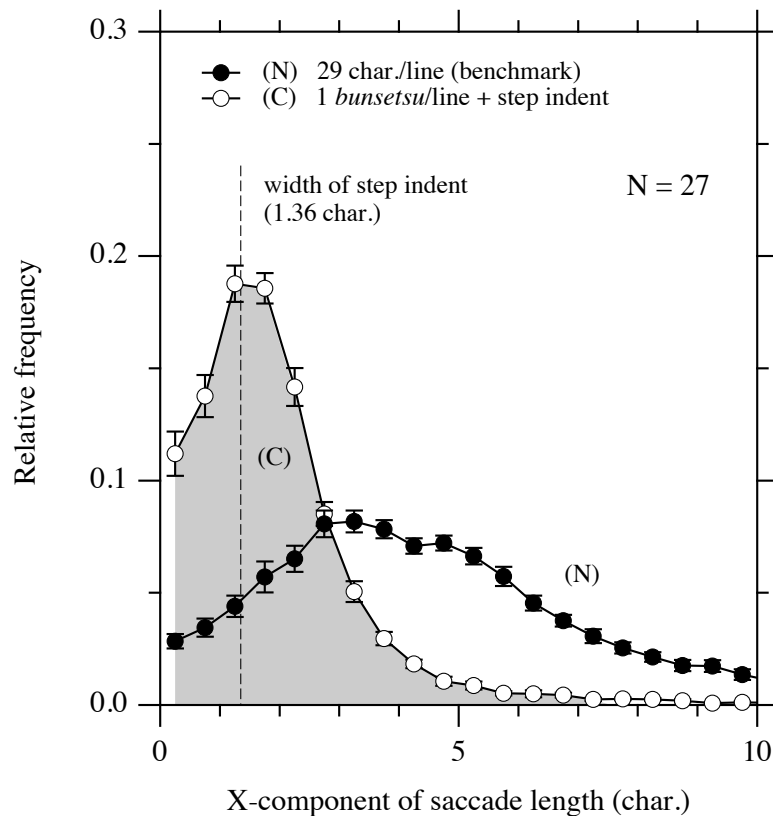 0.3
(N) 29 char./line (benchmark)
(C) 1 bunsetsu/line + step indent
width of step indent
(1.36 char.)
N = 27
0.2
Relative frequency
(C)
0.1
(N)
0.0
0 5 10
X-component of saccade length (char.)